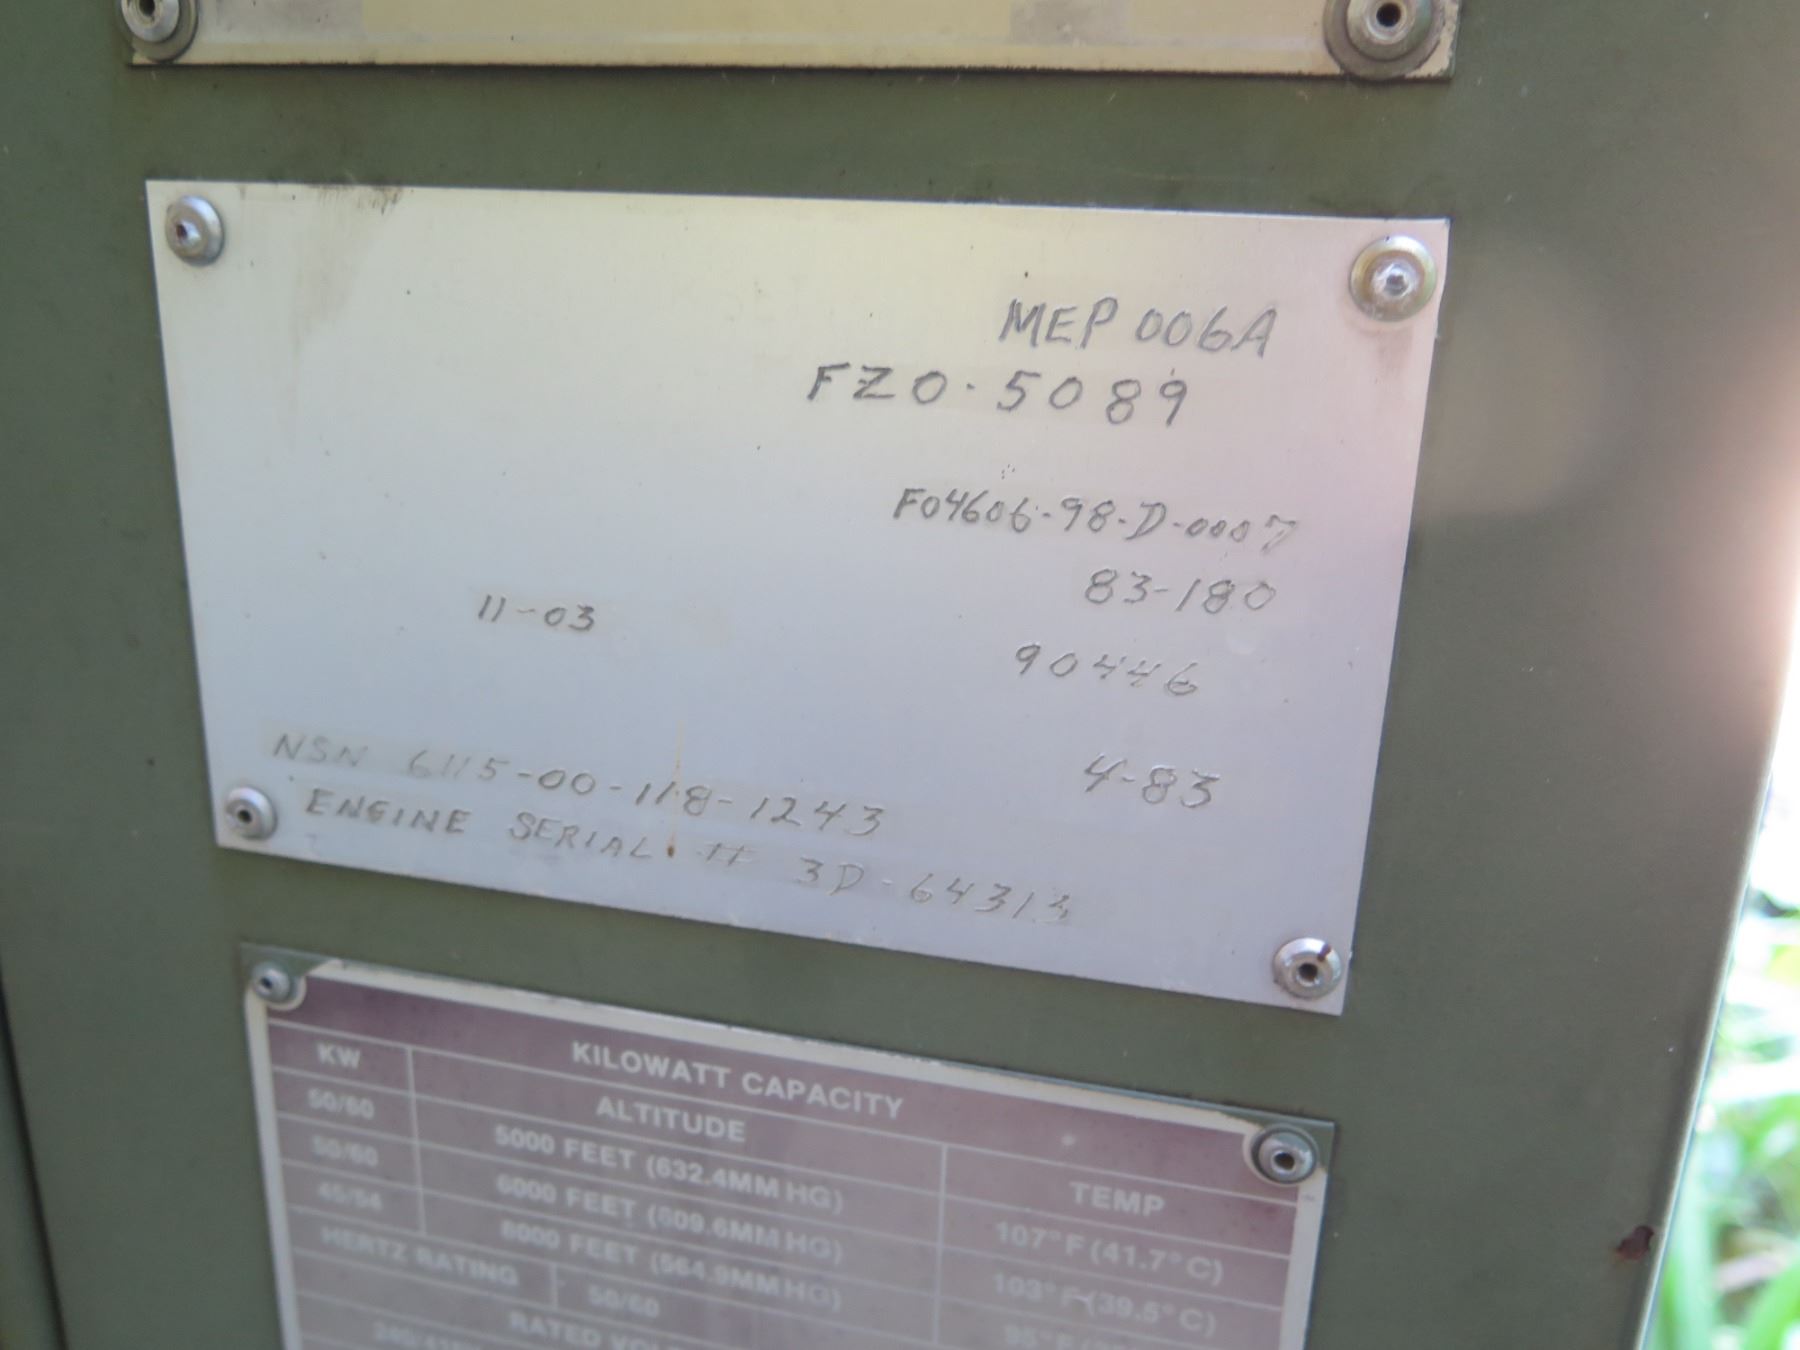 MEP 006A
FZO-5089
F04606-98-D-0007
83-180
11-03
90446
4-83
NSN 6115-00-118-1243
ENGINE SERIAL # 3D-64313
KILOWATT CAPACITY
KW
ALTITUDE
TEMP
50/60
5000 FEET (632.4MM HG)
107°F (41.7°C)
50/60
6000 FEET (609.6MM HG)
103°F (39.5°C)
45/54
8000 FEET (564.9MM HG)
95°F
HERTZ RATING
50/60
RATED